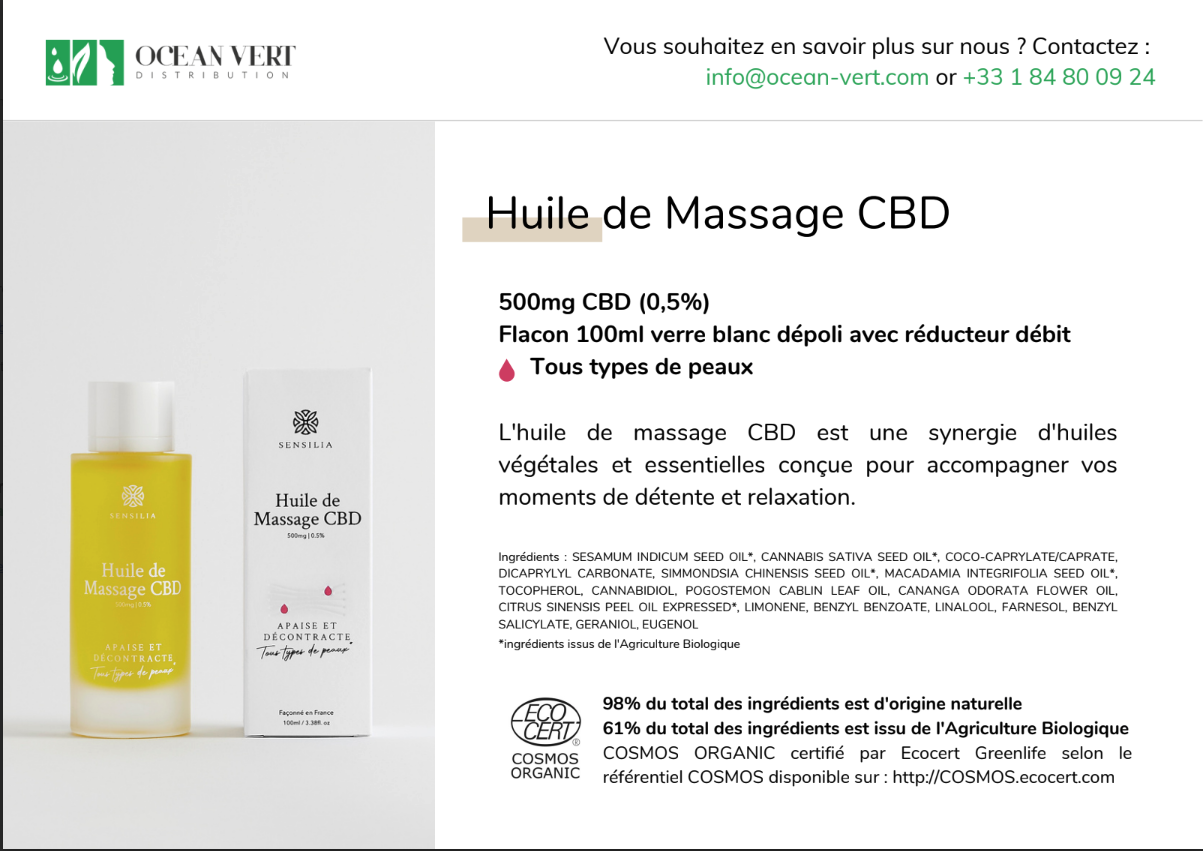 OCEAN VERT
DISTRIBUTION
Vous souhaitez en savoir plus sur nous ? Contactez :
info@ocean-vert.com or +33 1 84 80 09 24
Huile de Massage CBD
500mg CBD (0,5%)
Flacon 100ml verre blanc dépoli avec réducteur débit
Tous types de peaux
L'huile de massage CBD est une synergie d'huiles
végétales et essentielles conçue pour accompagner vos
moments de détente et relaxation.
Ingrédients : SESAMUM INDICUM SEED OIL*, CANNABIS SATIVA SEED OIL*, COCO-CAPRYLATE/CAPRATE,
DICAPRYLYL CARBONATE, SIMMONDSIA CHINENSIS SEED OIL*, MACADAMIA INTEGRIFOLIA SEED OIL*,
TOCOPHEROL, CANNABIDIOL, POGOSTEMON CABLIN LEAF OIL, CANANGA ODORATA FLOWER OIL,
CITRUS SINENSIS PEEL OIL EXPRESSED*, LIMONENE, BENZYL BENZOATE, LINALOOL, FARNESOL, BENZYL
SALICYLATE, GERANIOL, EUGENOL
*ingrédients issus de l'Agriculture Biologique
ECO
CERT
®
COSMOS
ORGANIC
98% du total des ingrédients est d'origine naturelle
61% du total des ingrédients est issu de l'Agriculture Biologique
COSMOS ORGANIC certifié par Ecocert Greenlife selon le
référentiel COSMOS disponible sur : http://COSMOS.ecocert.com
SENSILIA
Huile de
Massage CBD
500mg | 0.5%
APAISE ET
DÉCONTRACTE
Tous types de peaux*
SENSILIA
Huile de
Massage CBD
500mg | 0.5%
APAISE ET
DÉCONTRACTE
Tous types de peaux*
Façonné en France
100ml / 3.38fl. oz